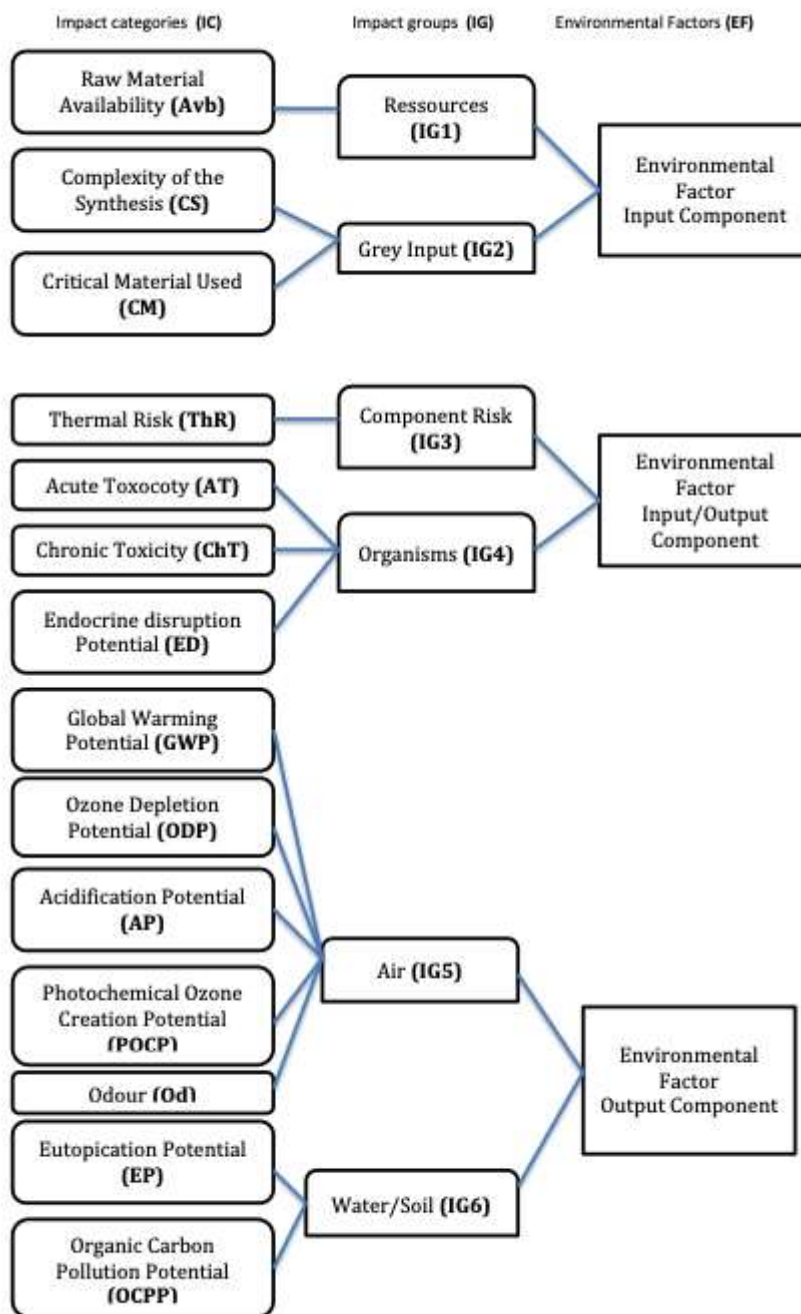 Impact categories (IC)
Impact groups (IG)
Environmental Factors (EF)
Raw Material
Availability (Avb)
Ressources
(IG1)
Complexity of the
Synthesis (CS)
Environmental
Factor
Input Component
Grey Input (IG2)
Critical Material Used
(CM)
Thermal Risk (ThR)
Component Risk
(IG3)
Acute Toxocoty (AT)
Environmental
Factor
Input/Output
Component
Chronic Toxicity (ChT)
Organisms (IG4)
Endocrine disruption
Potential (ED)
Global Warming
Potential (GWP)
Ozone Depletion
Potential (ODP)
Acidification Potential
(AP)
Air (IG5)
Photochemical Ozone
Creation Potential
(POCP)
Odour (Od)
Environmental
Factor
Output Component
Eutopication Potential
(EP)
Water/Soil (IG6)
Organic Carbon
Pollution Potential
(OCPP)